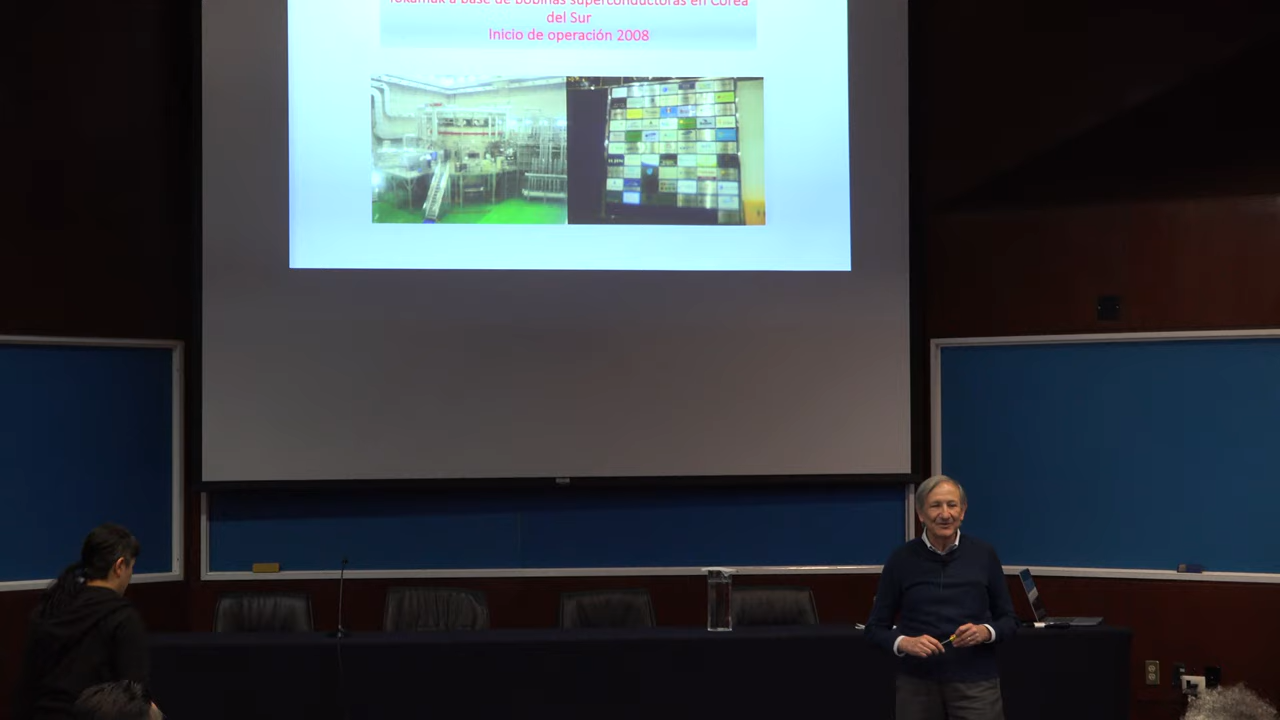 Tokamak a base de bobinas superconductoras en Corea
del Sur
Inicio de operación 2008